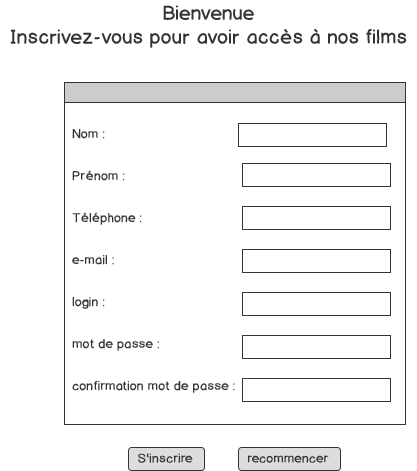 Bienvenue
Inscrivez-vous pour avoir accès à nos films
Nom :
Prénom :
Téléphone :
e-mail :
login :
mot de passe :
confirmation mot de passe :
S'inscrire
recommencer